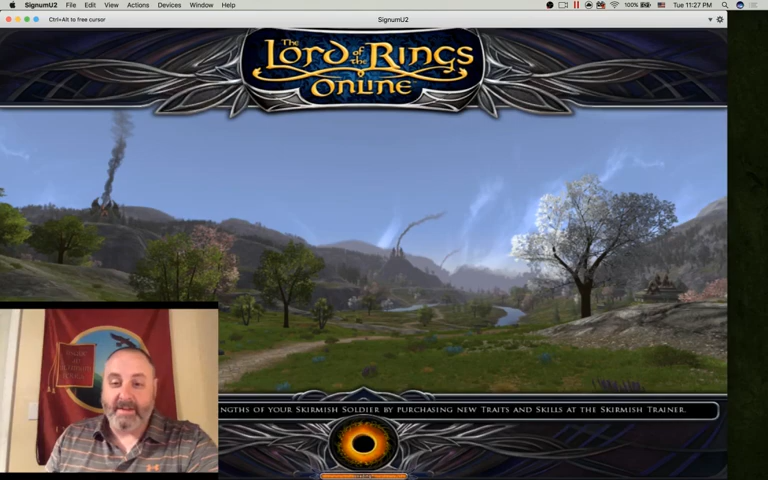 SignumU2 File Edit View Actions Devices Window Help 100% Tue 11:27 PM
Ctrl+Alt to free cursor SignumU2
The Lord of the Rings Online
ngths of your Skirmish Soldier by purchasing new Traits and Skills at the Skirmish Trainer.